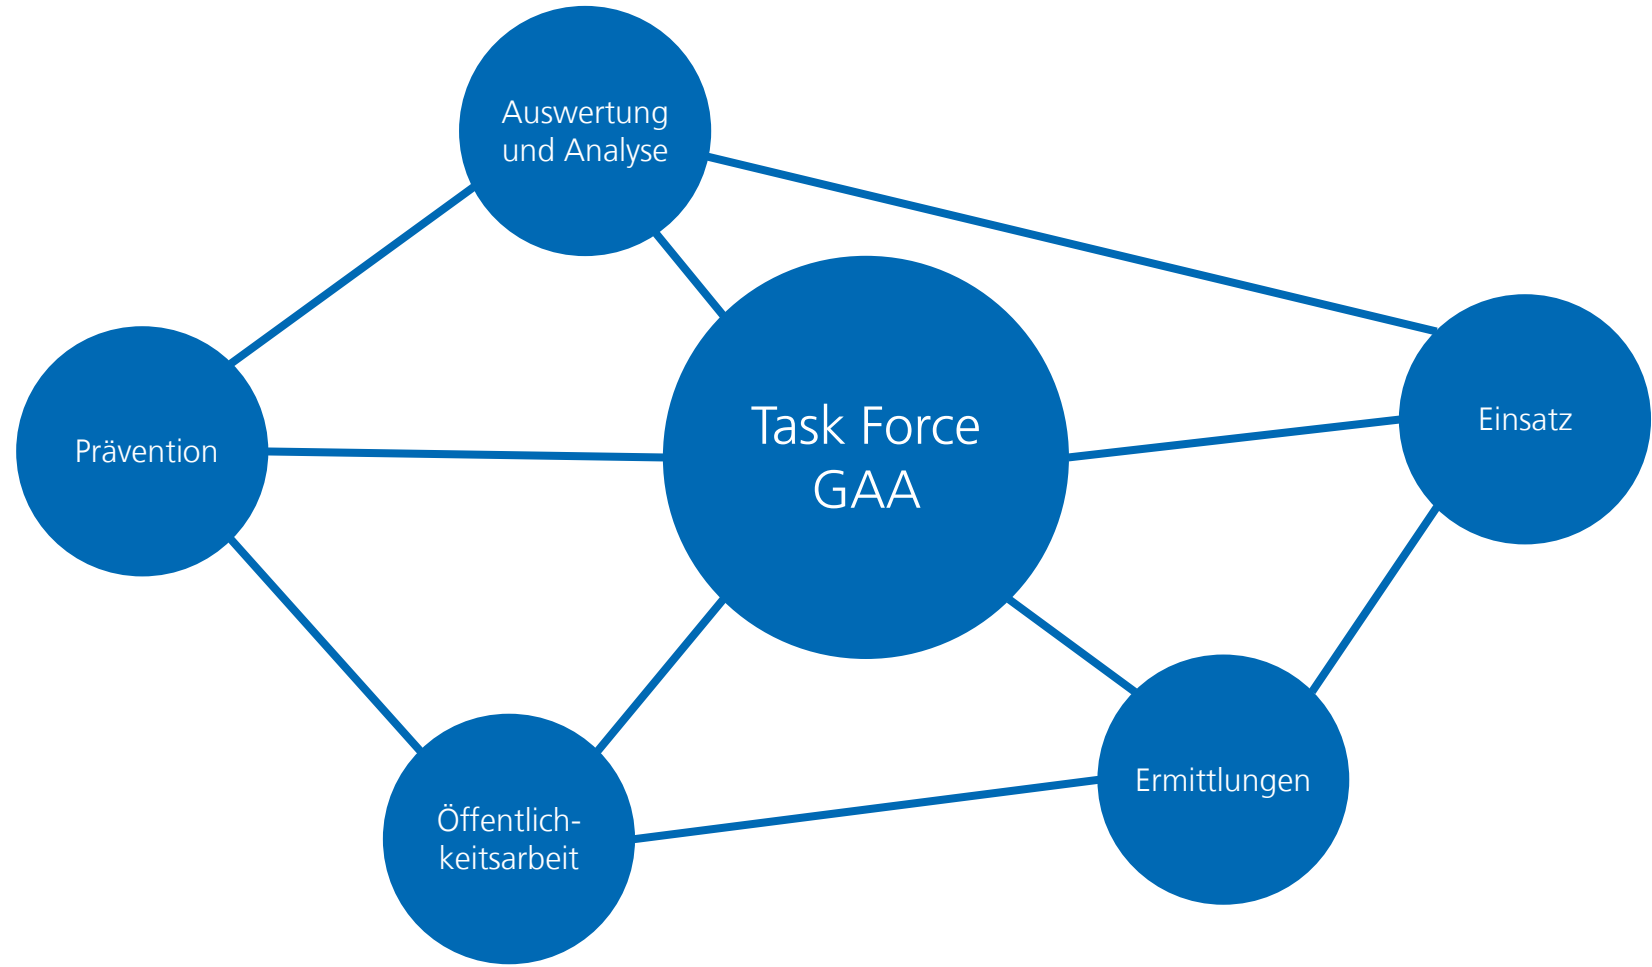 Auswertung
und Analyse
Task Force
GAA
Einsatz
Prävention
Ermittlungen
Öffentlich-
keitsarbeit